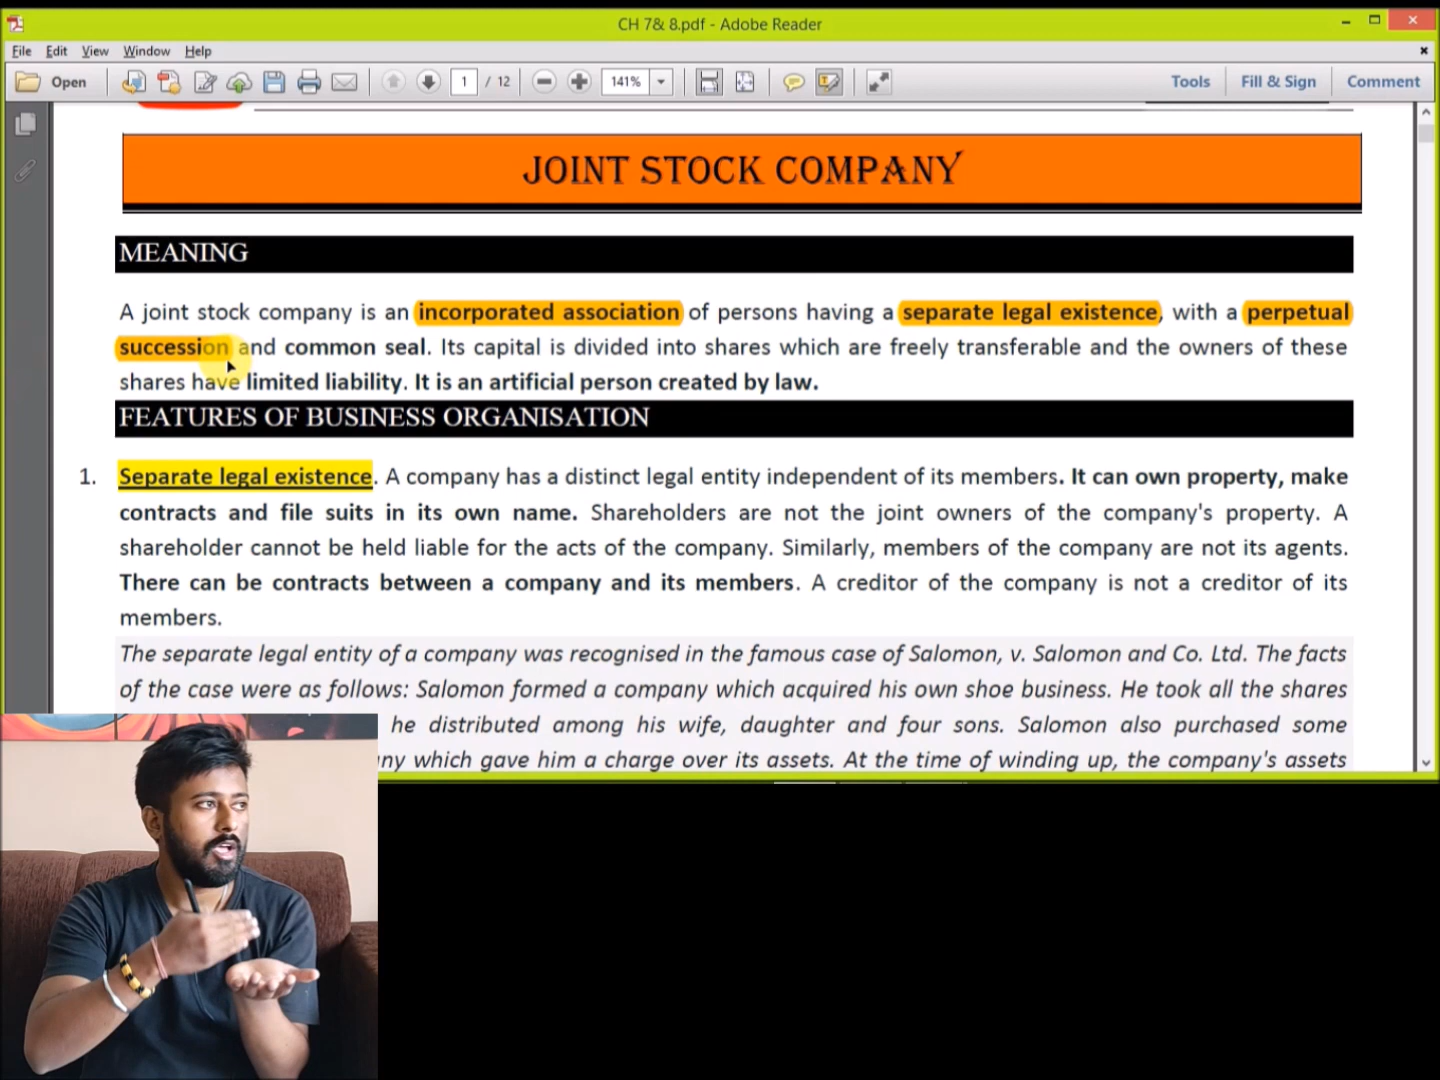 CH 7& 8.pdf - Adobe Reader
File Edit View Window Help
Open 1 / 12 141% Tools Fill & Sign Comment
JOINT STOCK COMPANY
MEANING
A joint stock company is an incorporated association of persons having a separate legal existence, with a perpetual
succession and common seal. Its capital is divided into shares which are freely transferable and the owners of these
shares have limited liability. It is an artificial person created by law.
FEATURES OF BUSINESS ORGANISATION
1. Separate legal existence. A company has a distinct legal entity independent of its members. It can own property, make
contracts and file suits in its own name. Shareholders are not the joint owners of the company's property. A
shareholder cannot be held liable for the acts of the company. Similarly, members of the company are not its agents.
There can be contracts between a company and its members. A creditor of the company is not a creditor of its
members.
The separate legal entity of a company was recognised in the famous case of Salomon, v. Salomon and Co. Ltd. The facts
of the case were as follows: Salomon formed a company which acquired his own shoe business. He took all the shares
he distributed among his wife, daughter and four sons. Salomon also purchased some
which gave him a charge over its assets. At the time of winding up, the company's assets